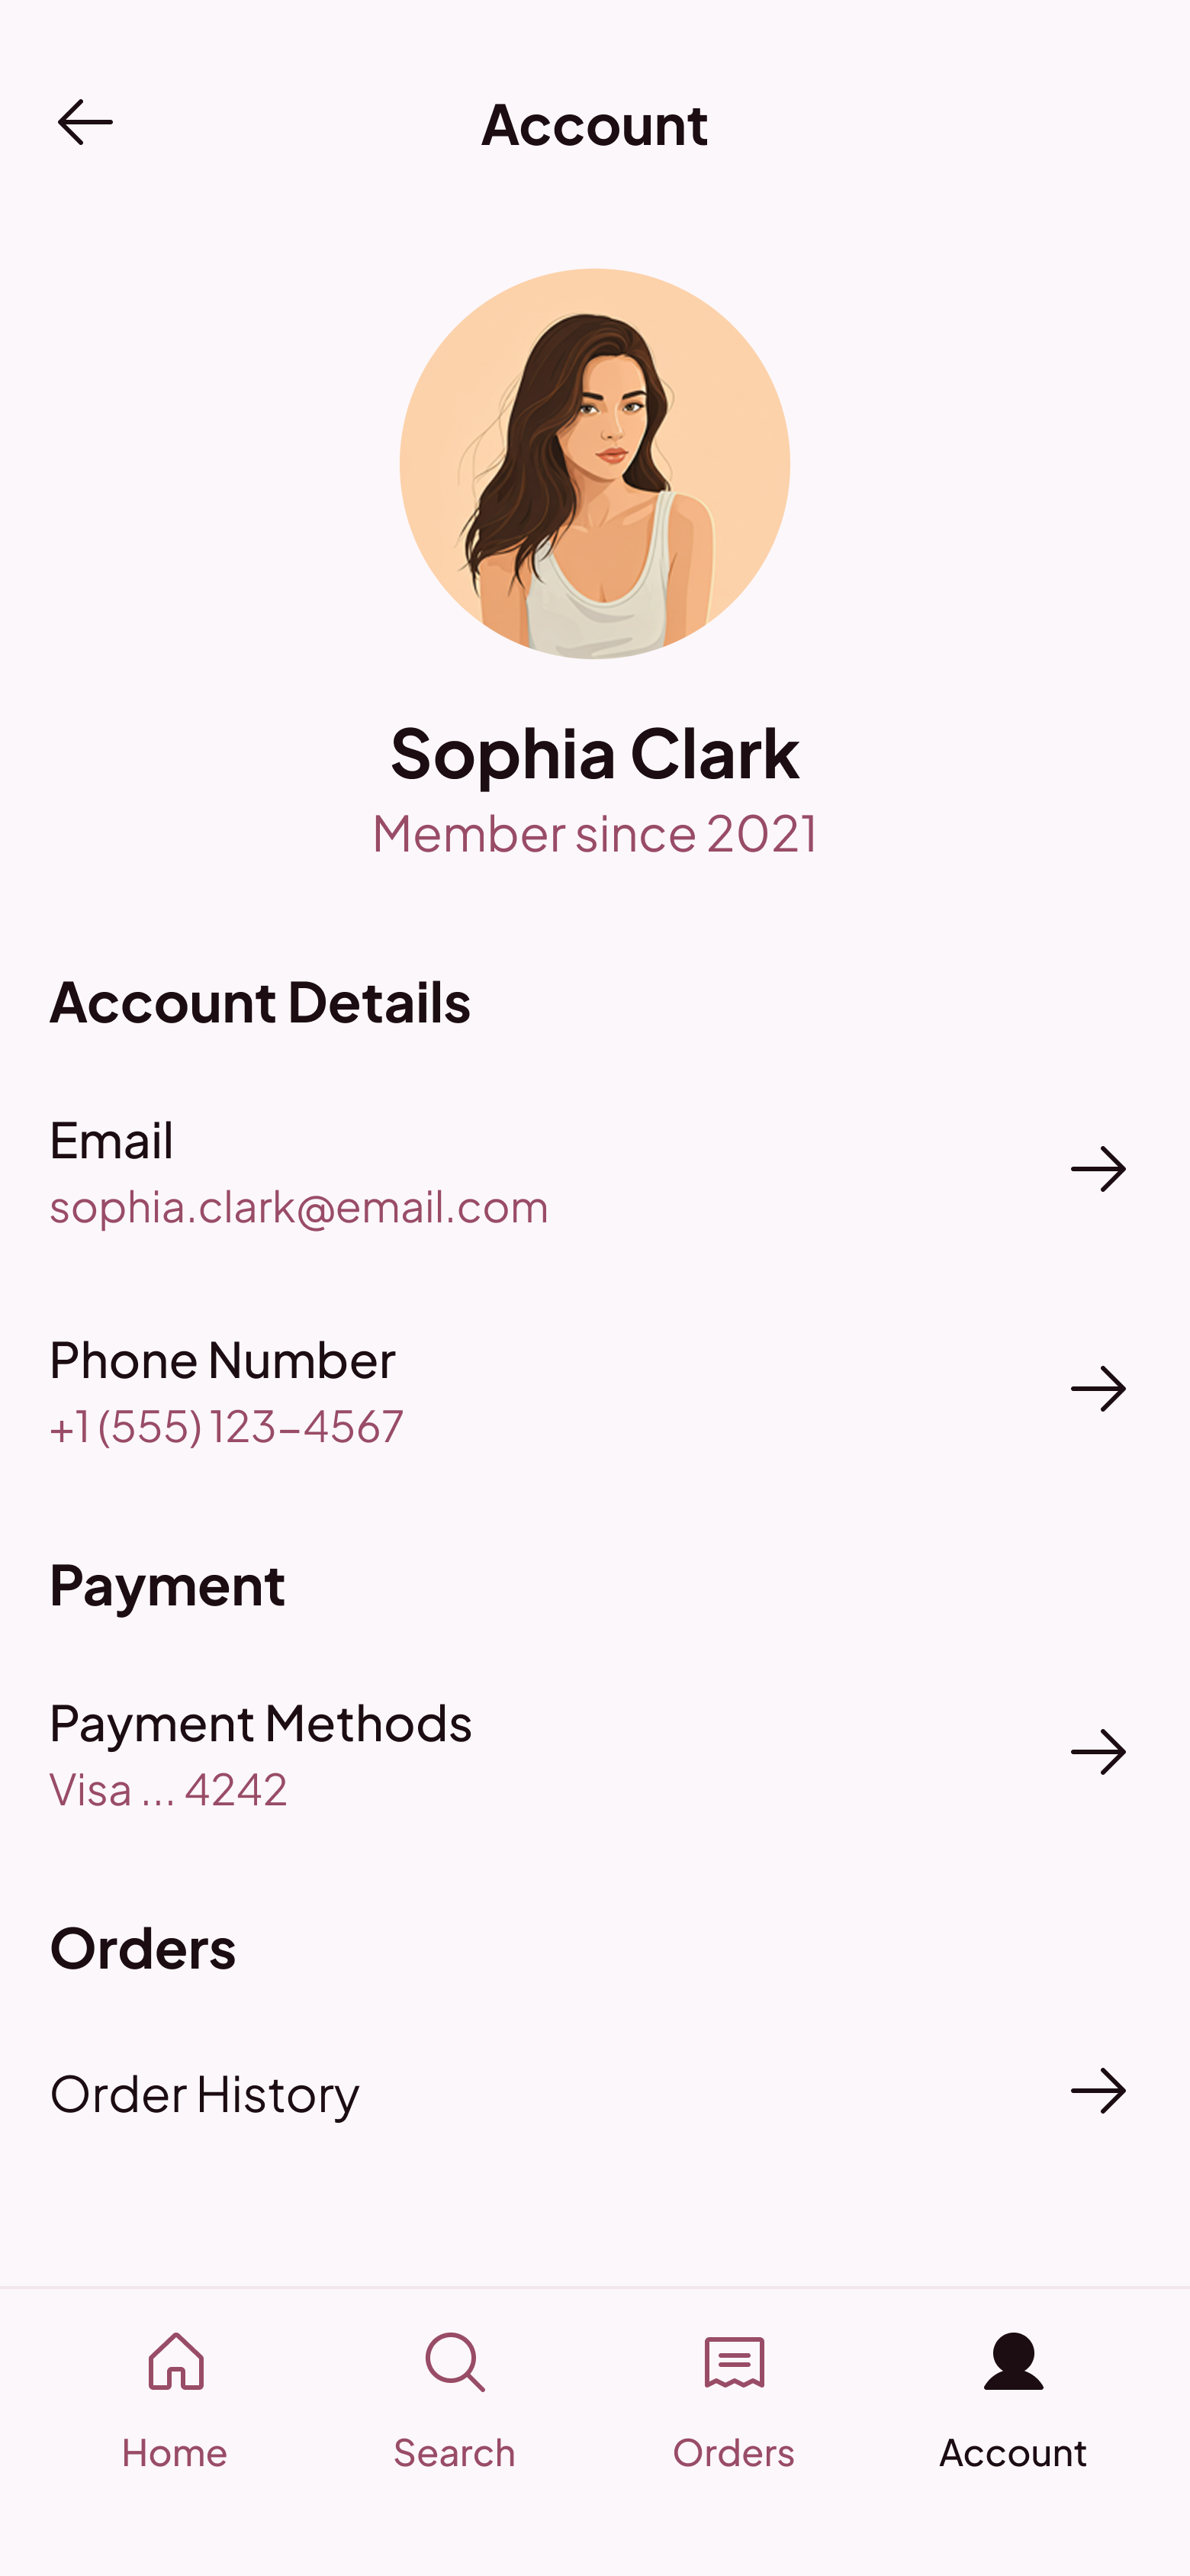 Account
Sophia Clark
Member since 2021
Account Details
Email
sophia.clark@email.com
Phone Number
+1 (555) 123-4567
Payment
Payment Methods
Visa ... 4242
Orders
Order History
Home
Search
Orders
Account